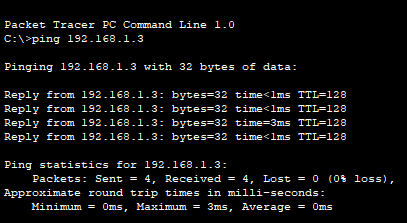 Packet Tracer PC Command Line 1.0
C:\>ping 192.168.1.3
Pinging 192.168.1.3 with 32 bytes of data:
Reply from 192.168.1.3: bytes=32 time<1ms TTL=128
Reply from 192.168.1.3: bytes=32 time<1ms TTL=128
Reply from 192.168.1.3: bytes=32 time=3ms TTL=128
Reply from 192.168.1.3: bytes=32 time<1ms TTL=128
Ping statistics for 192.168.1.3:
Packets: Sent = 4, Received = 4, Lost = 0 (0% loss),
Approximate round trip times in milli-seconds:
Minimum = 0ms, Maximum = 3ms, Average = 0ms